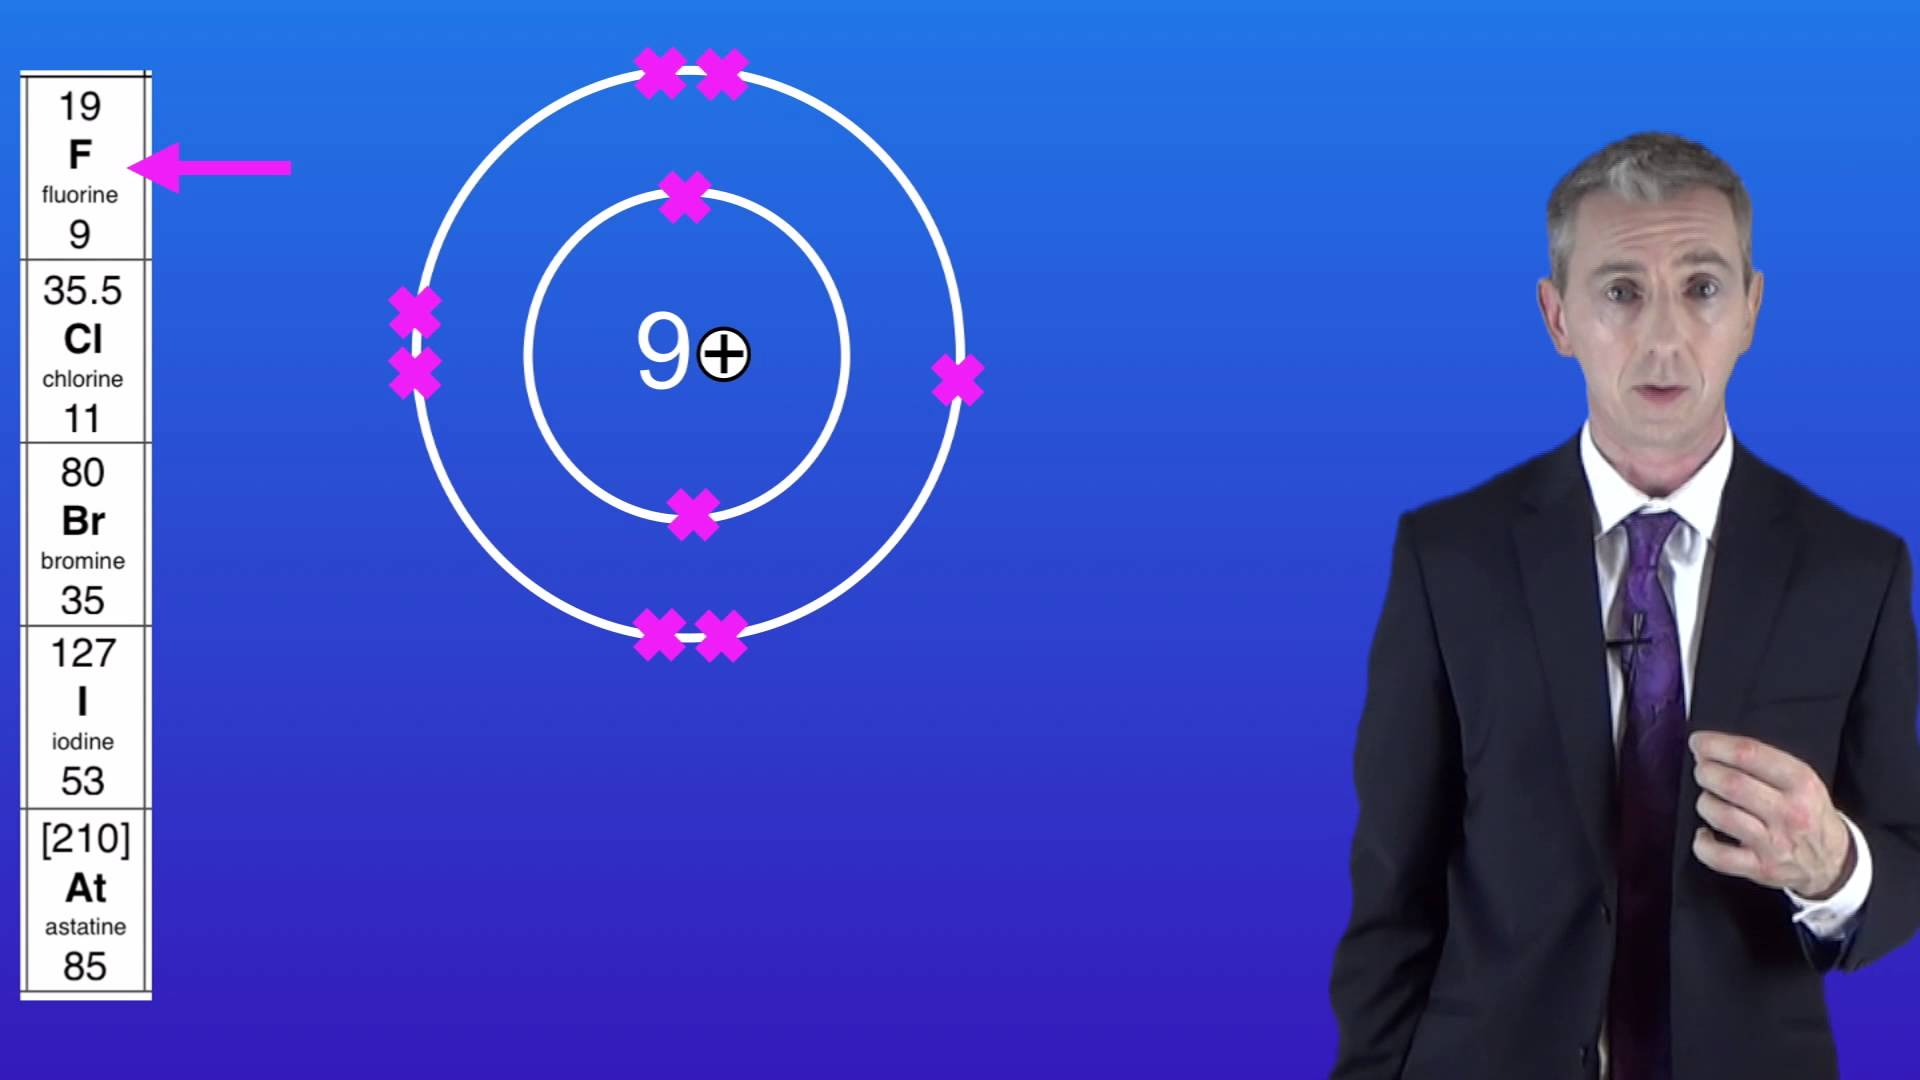 19
F
fluorine
9
35.5
Cl
chlorine
11
80
Br
bromine
35
127
I
iodine
53
[210]
At
astatine
85
9+